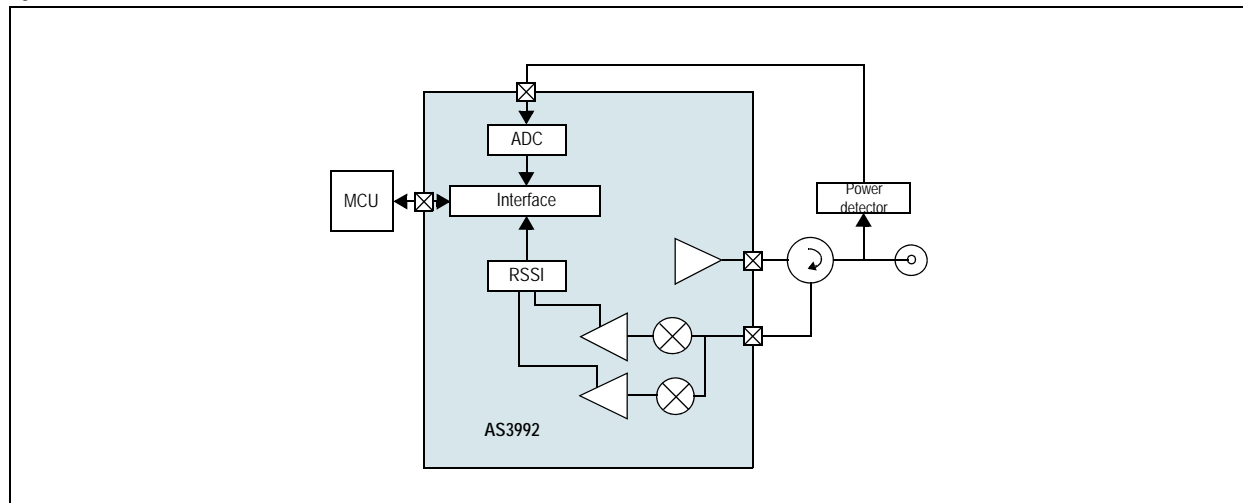 ADC
MCU
Interface
Power
detector
RSSI
AS3992